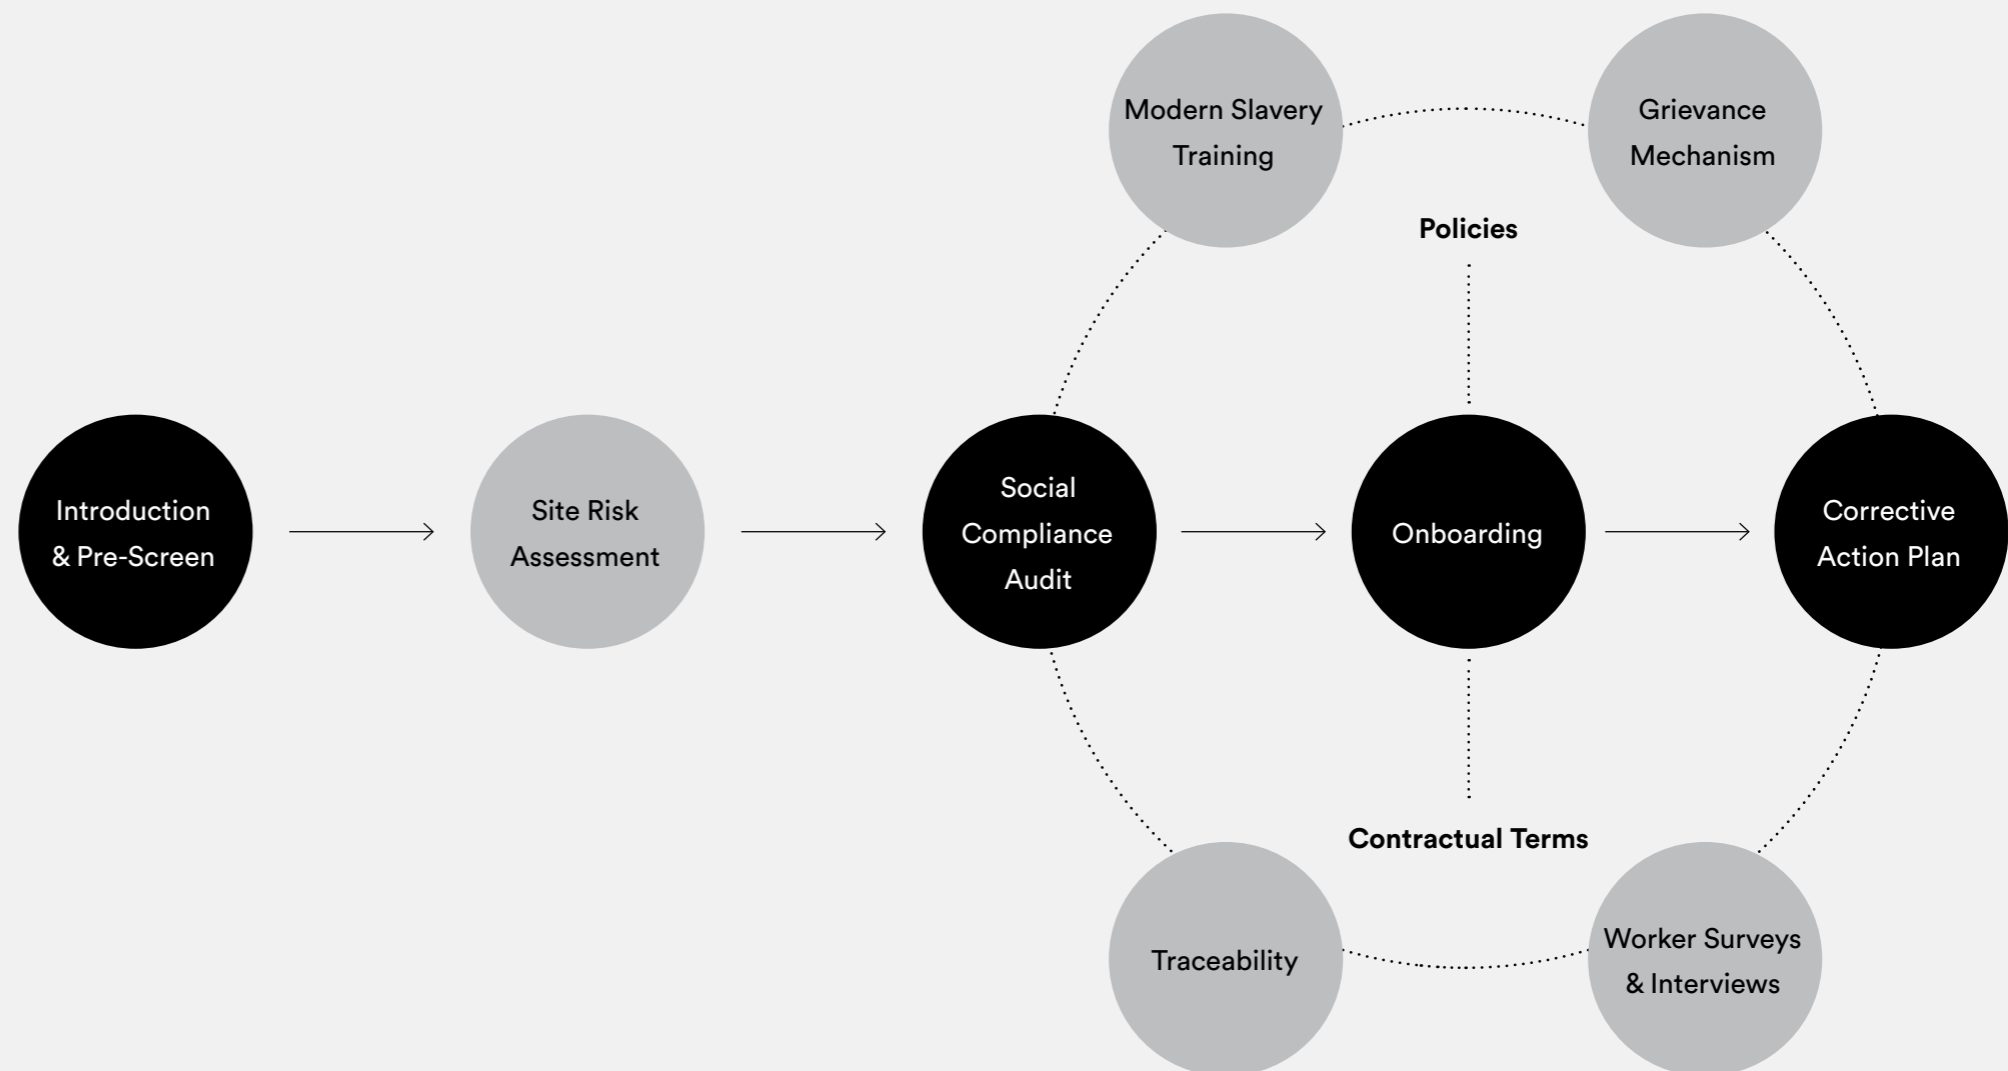 Modern Slavery
Training
Grievance
Mechanism
Policies
Introduction
& Pre-Screen
Site Risk
Assessment
Social
Compliance
Audit
Onboarding
Corrective
Action Plan
Contractual Terms
Traceability
Worker Surveys
& Interviews